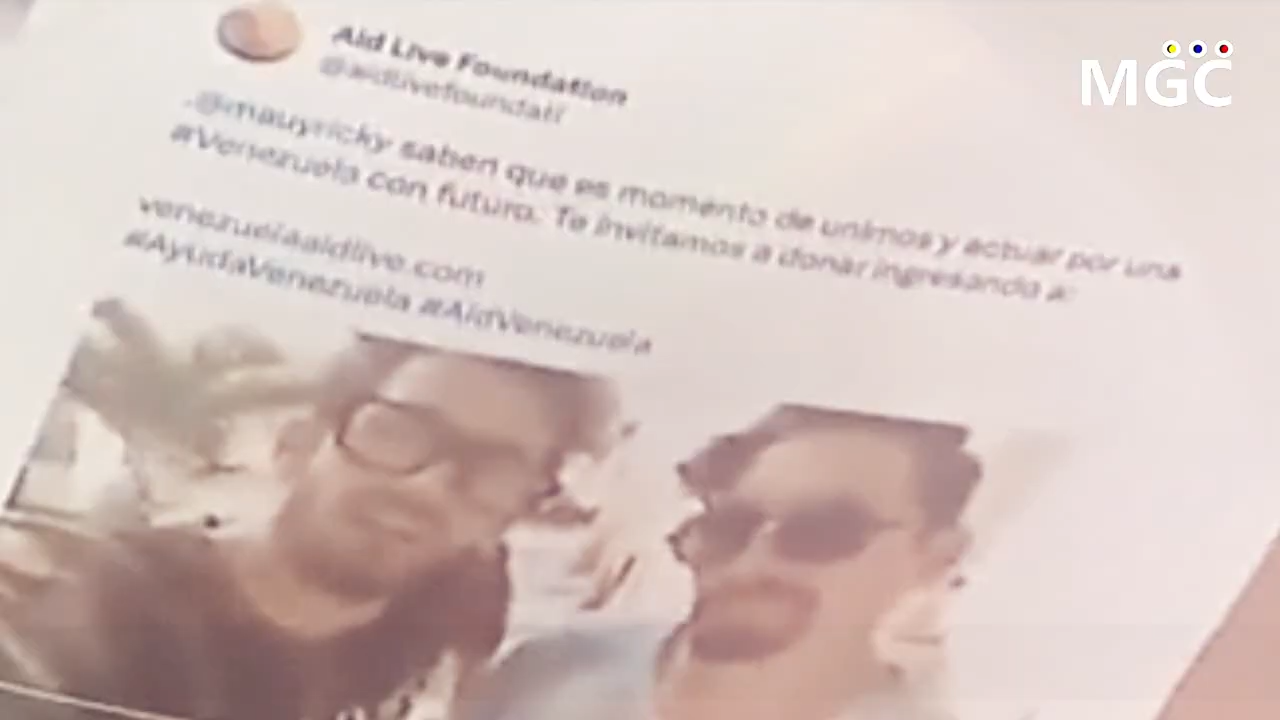 MGC
Aid Live Foundation
@aidlivefoundati
.@mauyricky saben que es momento de unirnos y actuar por una
#Venezuela con futuro. Te invitamos a donar ingresando a:
venezuelaaidlive.com
#AyudaVenezuela #AidVenezuela